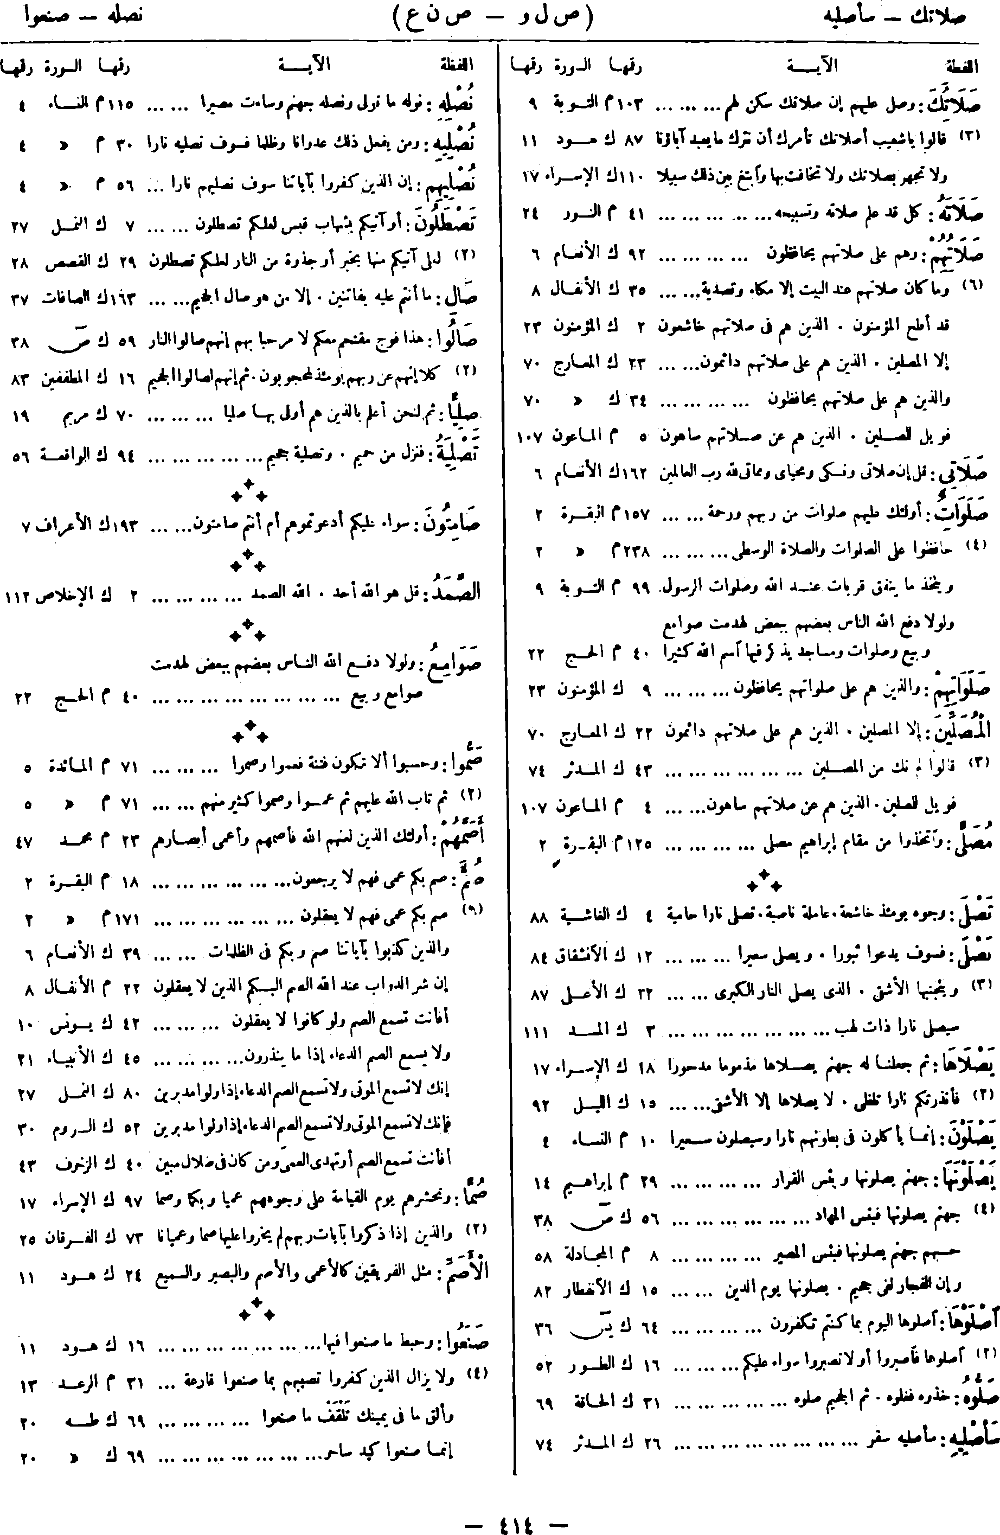 صلاتك – سأصليه
( ص ل و – ص ن ع )
نصله – صنعوا
اللفظة الآيــة رقمها السورة رقمها
صَلَاتَكَ : وصل عليهم إن صلاتك سكن لهم ... ... ... ١٠٣ م التوبة ٩
(٣) قالوا ياشعيب أصلاتك تأمرك أن نترك مايعبد آباؤنا ٨٧ ك هود ١١
ولا تجهر بصلاتك ولا تخافت بها وابتغ بين ذلك سبيلا ١١٠ ك الإسراء ١٧
صَلَاتَهُ : كل قد علم صلاته وتسبيحه ... ... ... ... ... ٤١ م النور ٢٤
صَلَاتِهِمْ : وهم على صلاتهم يحافظون ... ... ... ... ٩٢ ك الأنعام ٦
(٦) وما كان صلاتهم عند البيت إلا مكاء وتصدية ... ... ٣٥ ك الأنفال ٨
قد أفلح المؤمنون . الذين هم فى صلاتهم خاشعون ٢ ك المؤمنون ٢٣
إلا المصلين . الذين هم على صلاتهم دائمون ... ... ٢٣ ك المعارج ٧٠
والذين هم على صلاتهم يحافظون ... ... ... ... ٣٤ ك « ٧٠
فويل للمصلين . الذين هم عن صلاتهم ساهون ٥ م الماعون ١٠٧
صَلَاتِي : قل إن صلاتى ونسكى ومحياى ومماتى لله رب العالمين ١٦٢ ك الأنعام ٦
صَلَوَاتٌ : أولئك عليهم صلوات من ربهم ورحمة ... ... ١٥٧ م البقرة ٢
(٤) حافظوا على الصلوات والصلاة الوسطى ... ... ... ٢٣٨ م « ٢
ويتخذ ما ينفق قربات عند الله وصلوات الرسول ٩٩ م التوبة ٩
ولولا دفع الله الناس بعضهم ببعض لهدمت صوامع
وبيع وصلوات ومساجد يذكر فيها اسم الله كثيرا ٤٠ م الحج ٢٢
صَلَوَاتِهِمْ : والذين هم على صلواتهم يحافظون ... ... ... ٩ ك المؤمنون ٢٣
الْمُصَلِّينَ : إلا المصلين . الذين هم على صلاتهم دائمون ٢٢ ك المعارج ٧٠
(٣) قالوا لم نك من المصلين ... ... ... ... ... ... ... ٤٣ ك المدثر ٧٤
فويل للمصلين . الذين هم عن صلاتهم ساهون ... ... ٤ م الماعون ١٠٧
مُصَلًّى : واتخذوا من مقام إبراهيم مصلى ... ... ... ... ١٢٥ م البقرة ٢
تَصْلَى : وجوه يومئذ خاشعة . عاملة ناصبة . تصلى نارا حامية ٤ ك الغاشية ٨٨
يَصْلَى : فسوف يدعوا ثبورا . ويصلى سعيرا ... ... ... ١٢ ك الانشقاق ٨٤
(٣) ويتجنبها الأشقى . الذى يصلى النار الكبرى ... ... ١٢ ك الأعلى ٨٧
سيصلى نارا ذات لهب ... ... ... ... ... ... ... ٣ ك المسد ١١١
يَصْلَاهَا : ثم جعلنا له جهنم يصلاها مذموما مدحورا ١٨ ك الإسراء ١٧
(٢) فأنذرتكم نارا تلظى . لا يصلاها إلا الأشقى ... ... ١٥ ك الليل ٩٢
يَصْلَوْنَ : إنما يأكلون فى بطونهم نارا وسيصلون سعيرا ١٠ م النساء ٤
يَصْلَوْنَهَا : جهنم يصلونها وبئس القرار ... ... ... ... ٢٩ م إبراهيم ١٤
(٤) جهنم يصلونها فبئس المهاد ... ... ... ... ... ... ٥٦ ك صٓ ٣٨
حسبهم جهنم يصلونها فبئس المصير ... ... ... ... ٨ م المجادلة ٥٨
وإن الفجار لفى جحيم . يصلونها يوم الدين ... ... ١٥ ك الانفطار ٨٢
اصْلَوْهَا : اصلوها اليوم بما كنتم تكفرون ... ... ... ... ٦٤ ك يسٓ ٣٦
(٢) اصلوها فاصبروا أو لا تصبروا سواء عليكم ... ... ... ١٦ ك الطور ٥٢
صَلُّوهُ : خذوه فغلوه . ثم الجحيم صلوه ... ... ... ... ٣١ ك الحاقة ٦٩
سَأُصْلِيهِ : سأصليه سقر ... ... ... ... ... ... ... ... ٢٦ ك المدثر ٧٤
اللفظة الآيــة رقمها السورة رقمها
نُصْلِهِ : نوله ما تولى ونصله جهنم وساءت مصيرا ... ... ١١٥ م النساء ٤
نُصْلِيهِ : ومن يفعل ذلك عدوانا وظلما فسوف نصليه نارا ٣٠ م « ٤
نُصْلِيهِمْ : إن الذين كفروا بآياتنا سوف نصليهم نارا ... ٥٦ م « ٤
تَصْطَلُونَ : أو آتيكم بشهاب قبس لعلكم تصطلون ... ... ٧ ك النمل ٢٧
(٢) لعلى آتيكم منها بخبر أو جذوة من النار لعلكم تصطلون ٢٩ ك القصص ٢٨
صَالِ : ما أنتم عليه بفاتنين . إلا من هو صال الجحيم ... ... ١٦٣ ك الصافات ٣٧
صَالُوا : هذا فوج مقتحم معكم لا مرحبا بهم إنهم صالوا النار ٥٩ ك صٓ ٣٨
(٢) كلا إنهم عن ربهم يومئذ لمحجوبون . ثم إنهم لصالوا الجحيم ١٦ ك المطففين ٨٣
صِلِيًّا : ثم لنحن أعلم بالذين هم أولى بها صليا ... ... ... ٧٠ ك مريم ١٩
تَصْلِيَةُ : فنزل من حميم . وتصلية جحيم ... ... ... ... ... ٩٤ ك الواقعة ٥٦
صَامِتُونَ : سواء عليكم أدعوتموهم أم أنتم صامتون ... ... ١٩٣ ك الأعراف ٧
الصَّمَدُ : قل هو الله أحد . الله الصمد ... ... ... ... ٢ ك الإخلاص ١١٢
صَوَامِعُ : ولولا دفع الله الناس بعضهم ببعض لهدمت
صوامع وبيع ... ... ... ... ... ... ... ... ٤٠ م الحج ٢٢
صَمُّوا : وحسبوا ألا تكون فتنة فعموا وصموا ... ... ... ٧١ م المائدة ٥
(٢) ثم تاب الله عليهم ثم عموا وصموا كثير منهم ... ... ٧١ م « ٥
أَصَمَّهُمْ : أولئك الذين لعنهم الله فأصمهم وأعمى أبصارهم ٢٣ م محمد ٤٧
صُمٌّ : صم بكم عمى فهم لا يرجعون ... ... ... ... ... ١٨ م البقرة ٢
(٩) صم بكم عمى فهم لا يعقلون ... ... ... ... ... ١٧١ م « ٢
والذين كذبوا بآياتنا صم وبكم فى الظلمات ... ... ٣٩ ك الأنعام ٦
إن شر الدواب عند الله الصم البكم الذين لا يعقلون ٢٢ م الأنفال ٨
أفأنت تسمع الصم ولو كانوا لا يعقلون ... ... ... ٤٢ ك يونس ١٠
ولا يسمع الصم الدعاء إذا ما ينذرون ... ... ... ... ٤٥ ك الأنبياء ٢١
إنك لا تسمع الموتى ولا تسمع الصم الدعاء إذا ولوا مدبرين ٨٠ ك النمل ٢٧
فإنك لا تسمع الموتى ولا تسمع الصم الدعاء إذا ولوا مدبرين ٥٢ ك الروم ٣٠
أفأنت تسمع الصم أو تهدى العمى ومن كان فى ضلال مبين ٤٠ ك الزخرف ٤٣
صُمًّا : ونحشرهم يوم القيامة على وجوههم عميا وبكما وصما ٩٧ ك الإسراء ١٧
(٢) والذين إذا ذكروا بآيات ربهم لم يخروا عليها صما وعميانا ٧٣ ك الفرقان ٢٥
الْأَصَمِّ : مثل الفريقين كالأعمى والأصم والبصير والسميع ٢٤ ك هود ١١
صَنَعُوا : وحبط ما صنعوا فيها ... ... ... ... ... ... ... ١٦ ك هود ١١
(٤) ولا يزال الذين كفروا تصيبهم بما صنعوا قارعة ... ٣١ م الرعد ١٣
وألق ما فى يمينك تَلْقَفْ ما صنعوا ... ... ... ... ٦٩ ك طه ٢٠
إنما صنعوا كيد ساحر ... ... ... ... ... ... ... ٦٩ ك « ٢٠
– ٤١٤ –